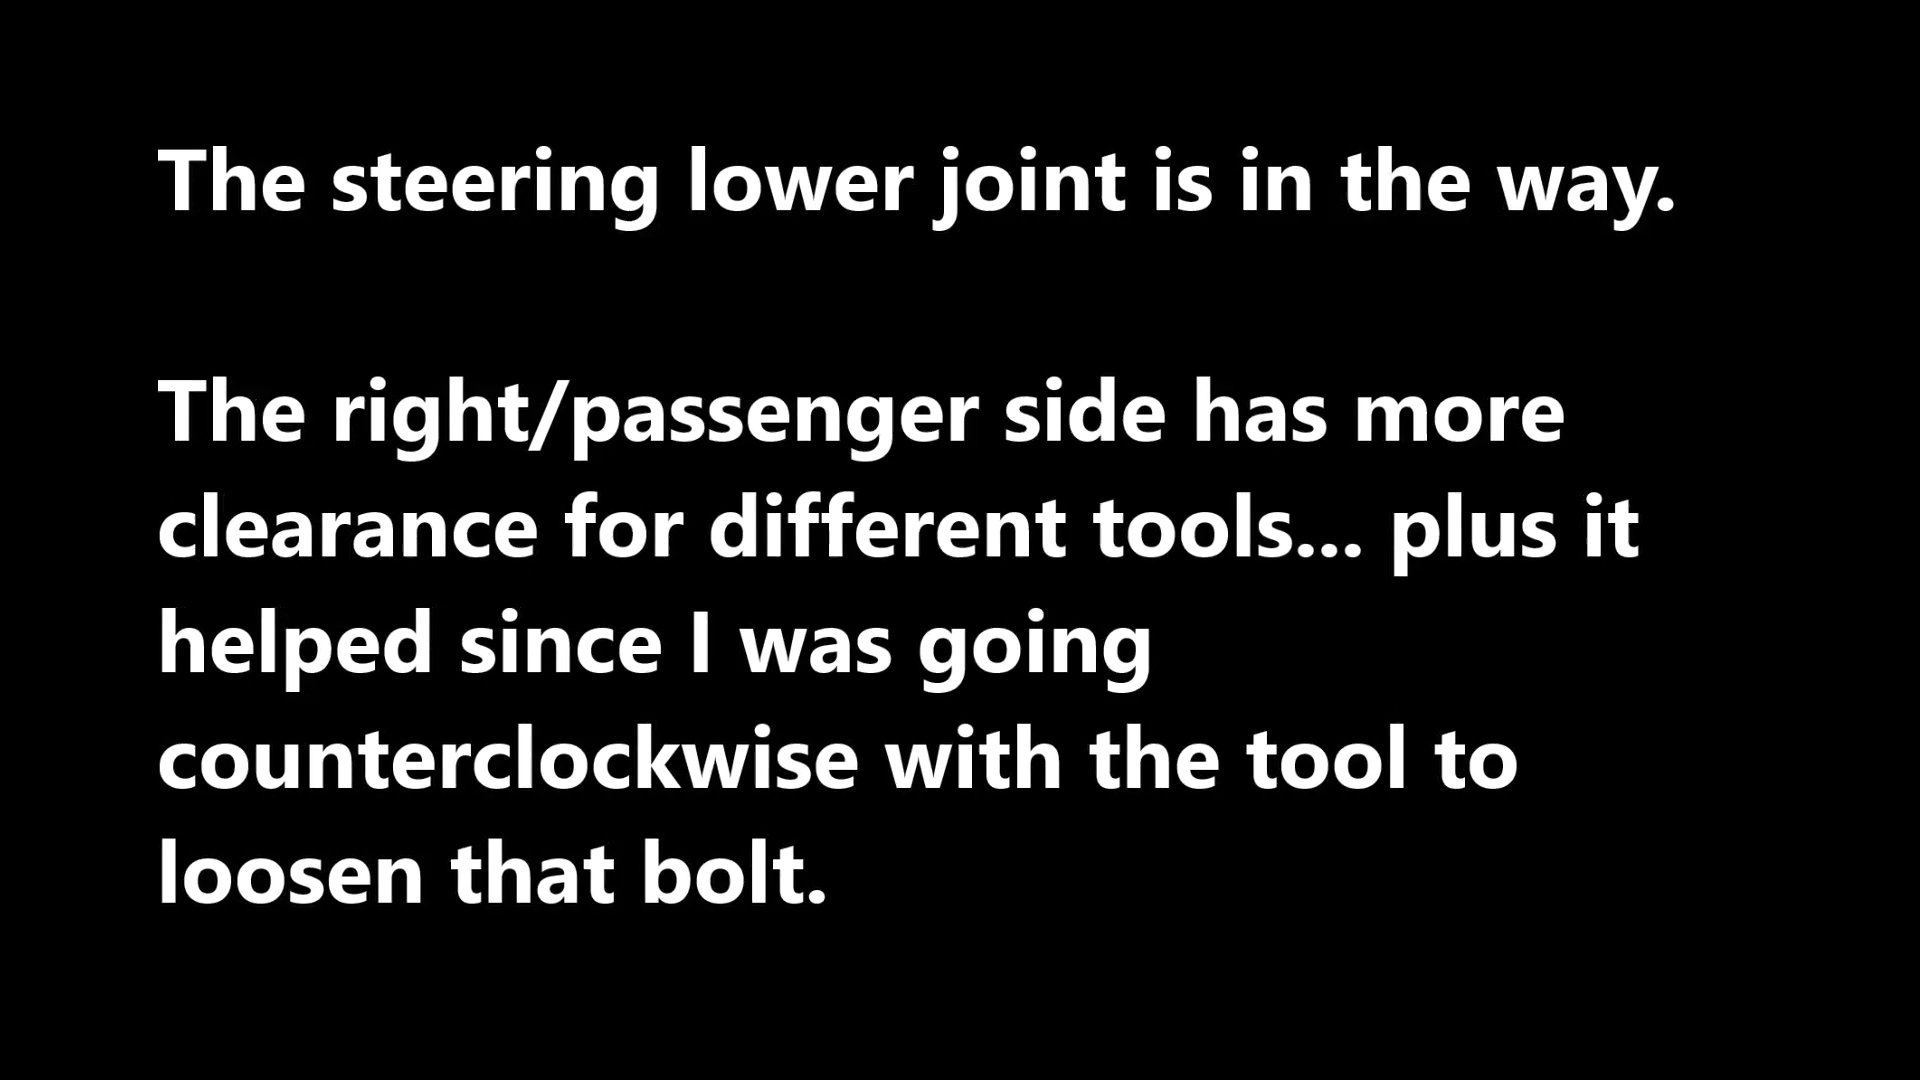 The steering lower joint is in the way.
The right/passenger side has more
clearance for different tools... plus it
helped since I was going
counterclockwise with the tool to
loosen that bolt.